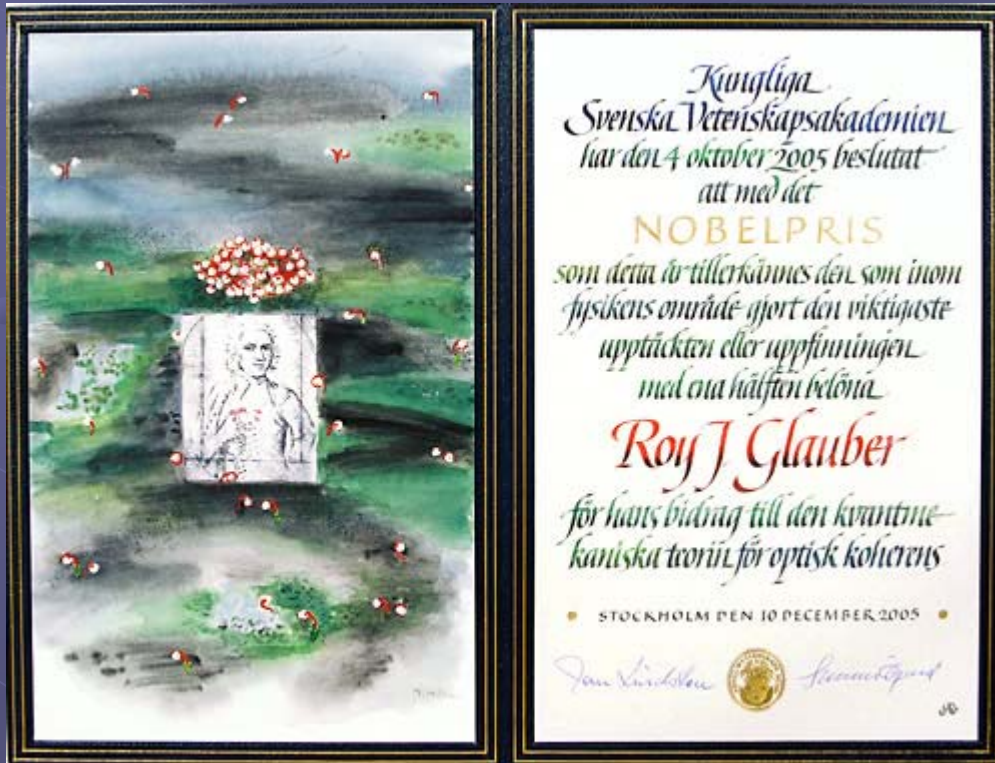 Kungliga
Svenska Vetenskapsakademien
har den 4 oktober 2005 beslutat
att med det
NOBELPRIS
som detta år tillerkännes den som inom
fysikens område gjort den viktigaste
upptäckten eller uppfinningen
med ena hälften belöna
Roy J Glauber
för hans bidrag till den kvantme-
kaniska teorin för optisk koherens
STOCKHOLM DEN 10 DECEMBER 2005